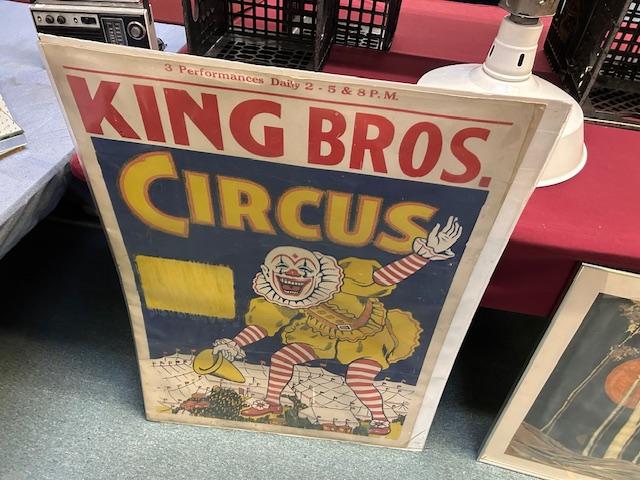 3 Performances Daily 2 - 5 & 8 P.M.
KING BROS.
CIRCUS